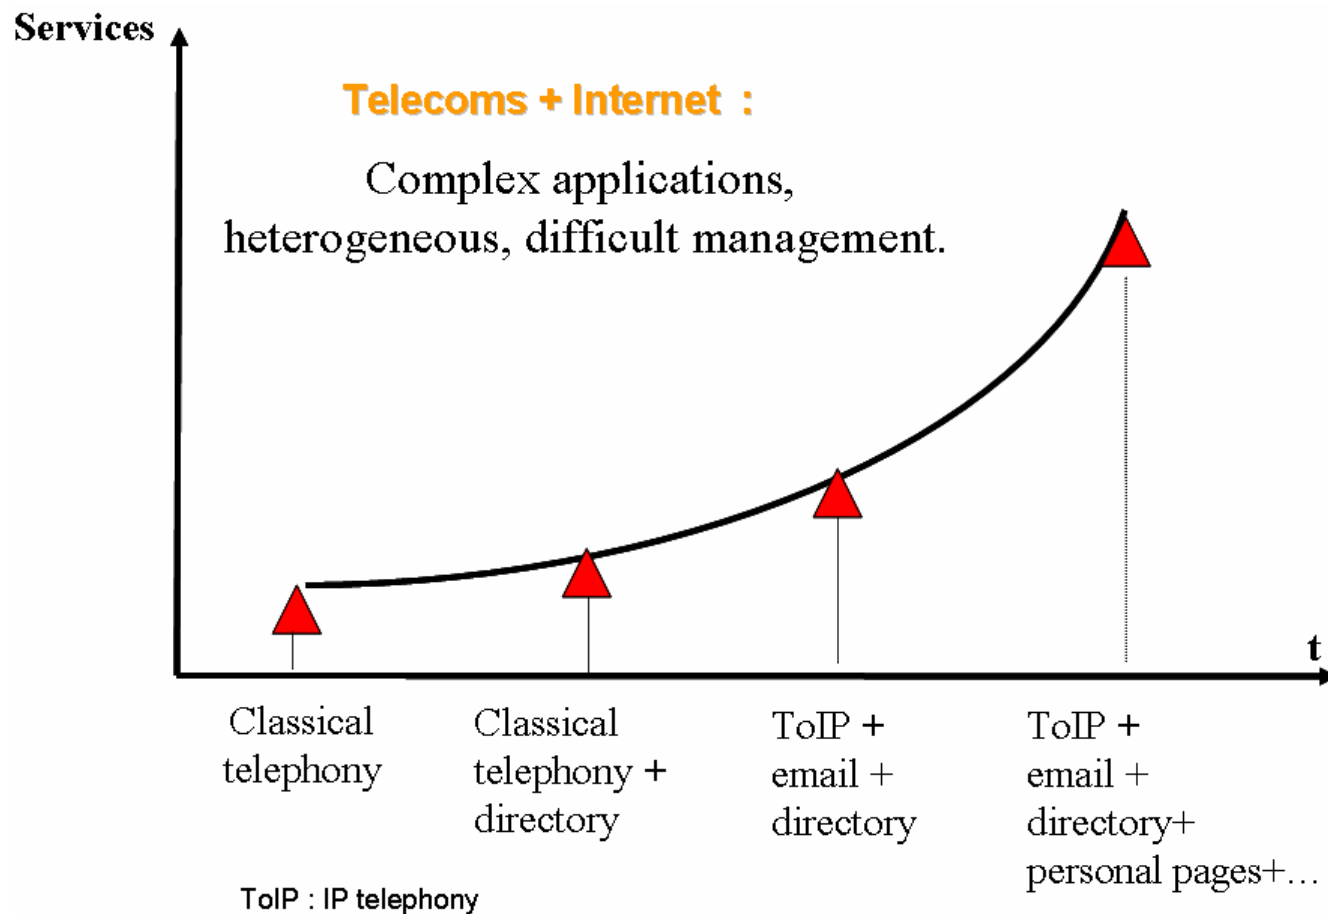 Services
Telecoms + Internet :
Complex applications,
heterogeneous, difficult management.
t
Classical
telephony
Classical
telephony +
directory
ToIP +
email +
directory
ToIP +
email +
directory+
personal pages+...
ToIP : IP telephony